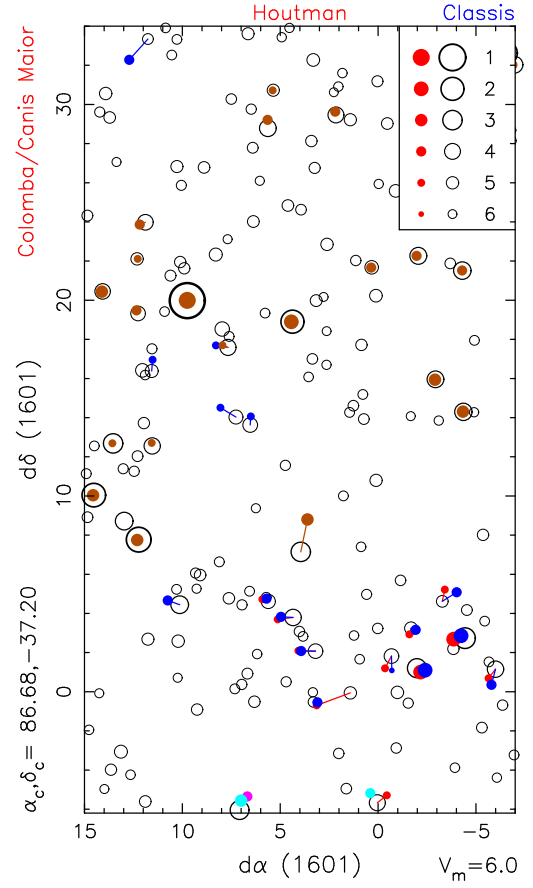 Houtman Classis
Colomba/Canis Maior
α_c,δ_c= 86.68,-37.20
dδ (1601)
30
20
10
0
1
2
3
4
5
6
15 10 5 0 -5
dα (1601)
V_m=6.0